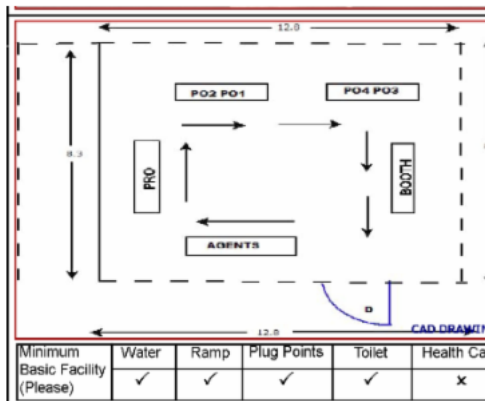 12.0
PO2 PO1
PO4 PO3
8.3
PRO
BOOTH
AGENTS
D
CAD DRAWIN
12.0
Minimum Basic Facility (Please)
Water
Ramp
Plug Points
Toilet
Health Ca
✓ ✓ ✓ ✓ x